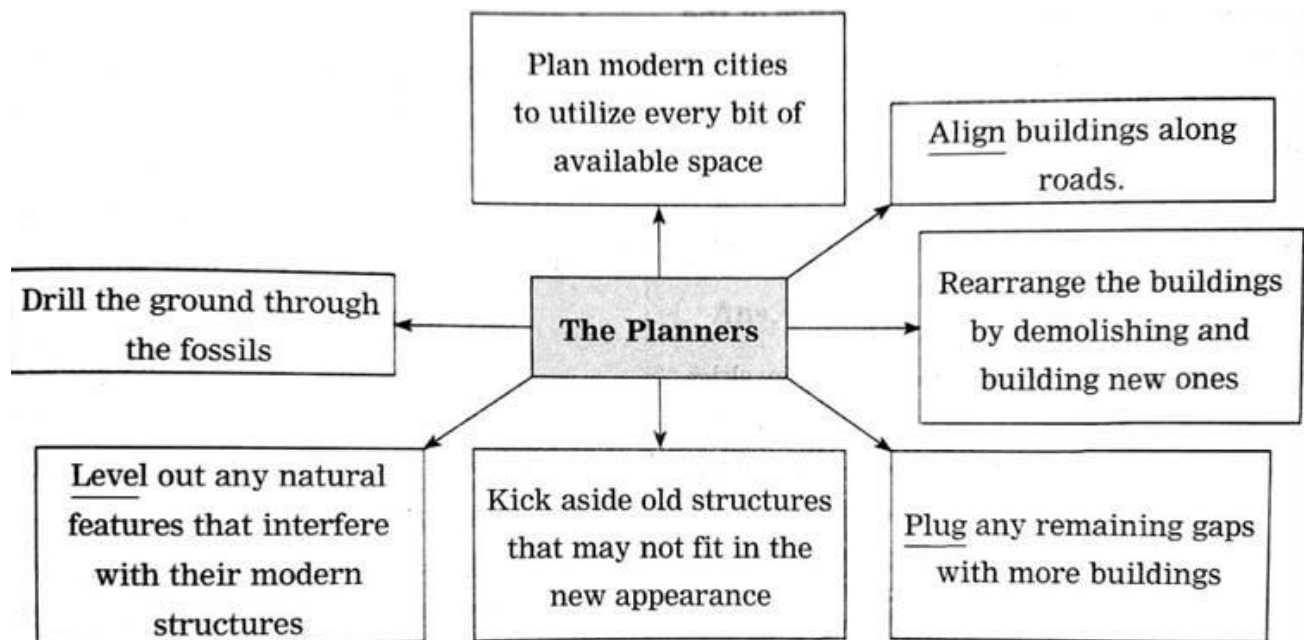 Plan modern cities
to utilize every bit of
available space
Align buildings along
roads.
Drill the ground through
the fossils
The Planners
Rearrange the buildings
by demolishing and
building new ones
Level out any natural
features that interfere
with their modern
structures
Kick aside old structures
that may not fit in the
new appearance
Plug any remaining gaps
with more buildings